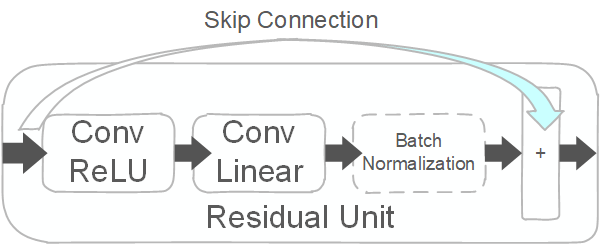 Skip Connection
Conv
ReLU
Conv
Linear
Batch
Normalization
+
Residual Unit